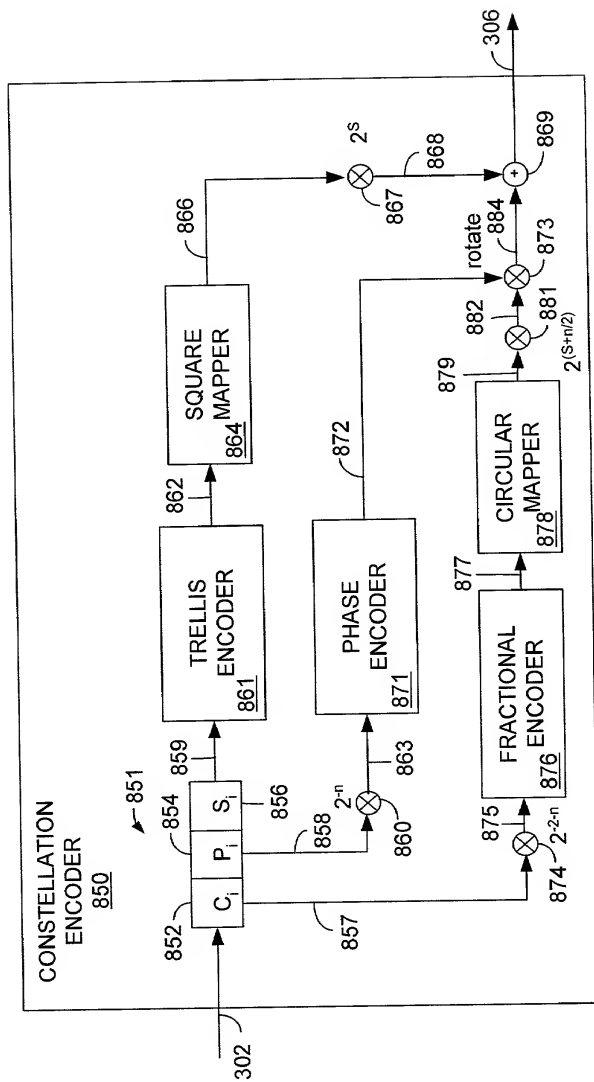 CONSTELLATION
ENCODER
850
302
852
C_i
854
P_i
851
S_i
856
859
TRELLIS
ENCODER
861
862
SQUARE
MAPPER
864
866
2^S
867
868
869
306
858
2^-n
860
863
PHASE
ENCODER
871
872
rotate
873
884
857
875
2^-2-n
874
FRACTIONAL
ENCODER
876
877
CIRCULAR
MAPPER
878
879
882
881
2^(S+n/2)
+